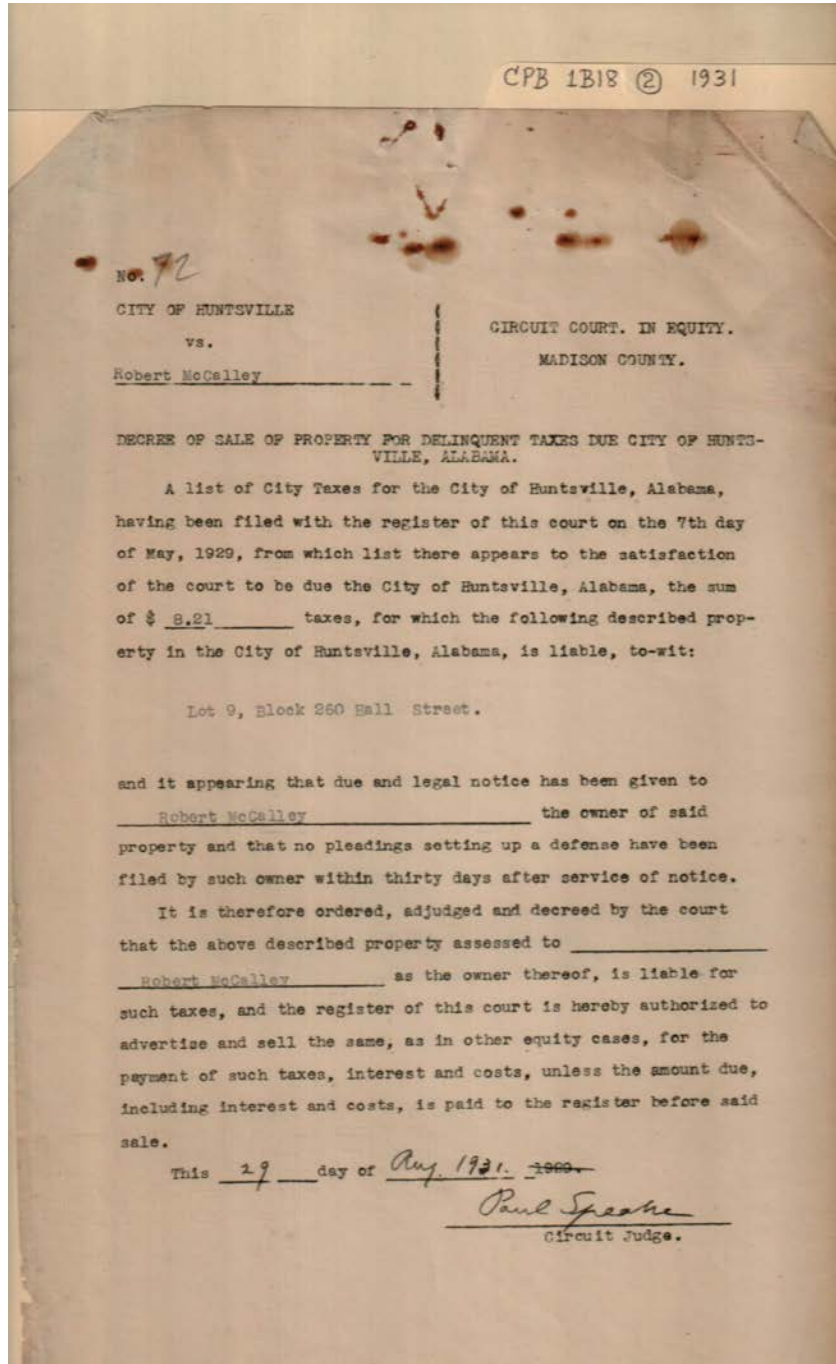 CPB 1B18 ② 1931
No. 72
CITY OF HUNTSVILLE
vs.
Robert McCalley
CIRCUIT COURT. IN EQUITY.
MADISON COUNTY.
DECREE OF SALE OF PROPERTY FOR DELINQUENT TAXES DUE CITY OF HUNTS-
VILLE, ALABAMA.
A list of City Taxes for the City of Huntsville, Alabama,
having been filed with the register of this court on the 7th day
of May, 1929, from which list there appears to the satisfaction
of the court to be due the City of Huntsville, Alabama, the sum
of $ 8.21 taxes, for which the following described prop-
erty in the City of Huntsville, Alabama, is liable, to-wit:
Lot 9, Block 260 Hall Street.
and it appearing that due and legal notice has been given to
Robert McCalley the owner of said
property and that no pleadings setting up a defense have been
filed by such owner within thirty days after service of notice.
It is therefore ordered, adjudged and decreed by the court
that the above described property assessed to
Robert McCalley as the owner thereof, is liable for
such taxes, and the register of this court is hereby authorized to
advertise and sell the same, as in other equity cases, for the
payment of such taxes, interest and costs, unless the amount due,
including interest and costs, is paid to the register before said
sale.
This 29 day of Aug. 1931. 1929.
Paul Speake
Circuit Judge.